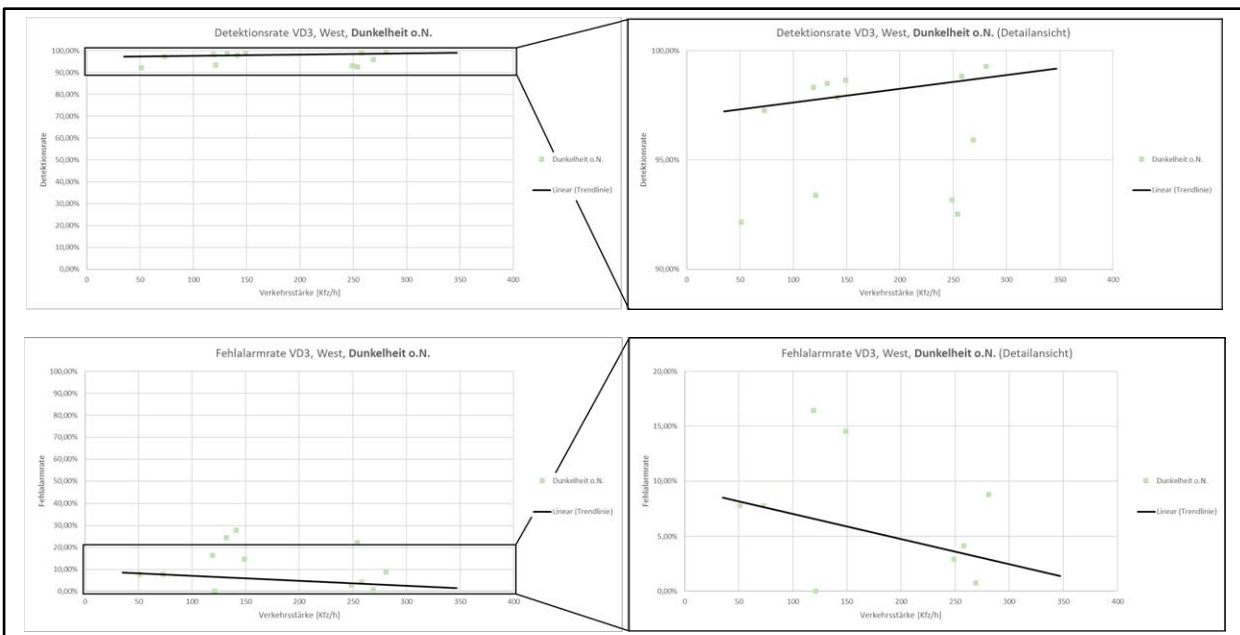 Detektionsrate VD3, West, Dunkelheit o.N.
100,00%
90,00%
80,00%
70,00%
60,00%
50,00%
40,00%
30,00%
20,00%
10,00%
0,00%
Detektionsrate
0 50 100 150 200 250 300 350 400
Verkehrsstärke [Kfz/h]
Dunkelheit o.N.
Linear (Trendlinie)
Detektionsrate VD3, West, Dunkelheit o.N. (Detailansicht)
100,00%
95,00%
90,00%
Detektionsrate
0 50 100 150 200 250 300 350 400
Verkehrsstärke [Kfz/h]
Dunkelheit o.N.
Linear (Trendlinie)
Fehlalarmrate VD3, West, Dunkelheit o.N.
100,00%
90,00%
80,00%
70,00%
60,00%
50,00%
40,00%
30,00%
20,00%
10,00%
0,00%
Fehlalarmrate
0 50 100 150 200 250 300 350 400
Verkehrsstärke [Kfz/h]
Dunkelheit o.N.
Linear (Trendlinie)
Fehlalarmrate VD3, West, Dunkelheit o.N. (Detailansicht)
20,00%
15,00%
10,00%
5,00%
0,00%
Fehlalarmrate
0 50 100 150 200 250 300 350 400
Verkehrsstärke [Kfz/h]
Dunkelheit o.N.
Linear (Trendlinie)